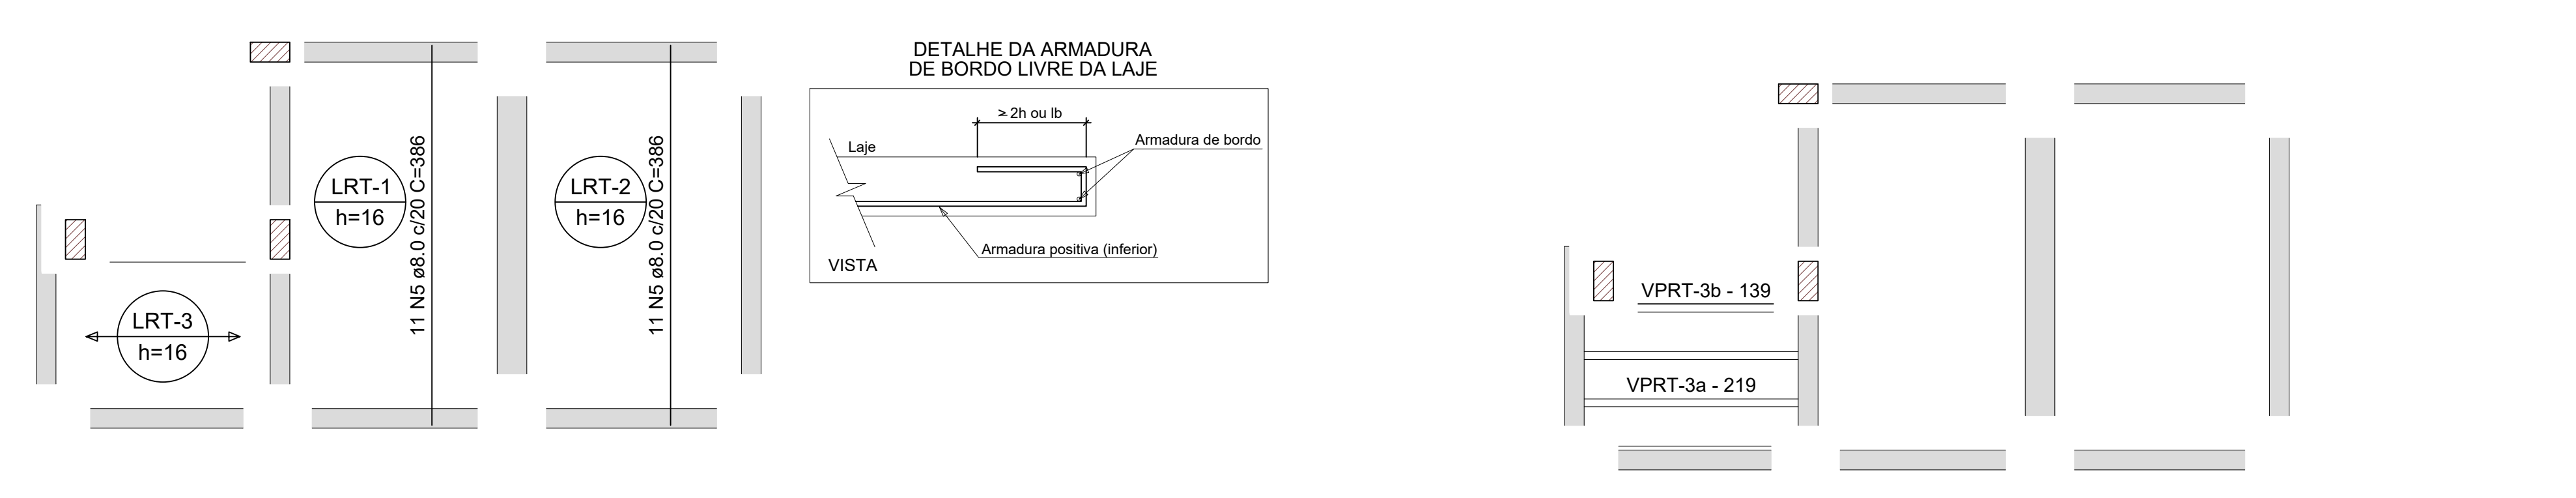 LRT-1
h=16
11 N5 ø8.0 c/20 C=386
LRT-2
h=16
11 N5 ø8.0 c/20 C=386
LRT-3
h=16
DETALHE DA ARMADURA
DE BORDO LIVRE DA LAJE
≥ 2h ou lb
Armadura de bordo
Laje
Armadura positiva (inferior)
VISTA
VPRT-3b - 139
VPRT-3a - 219